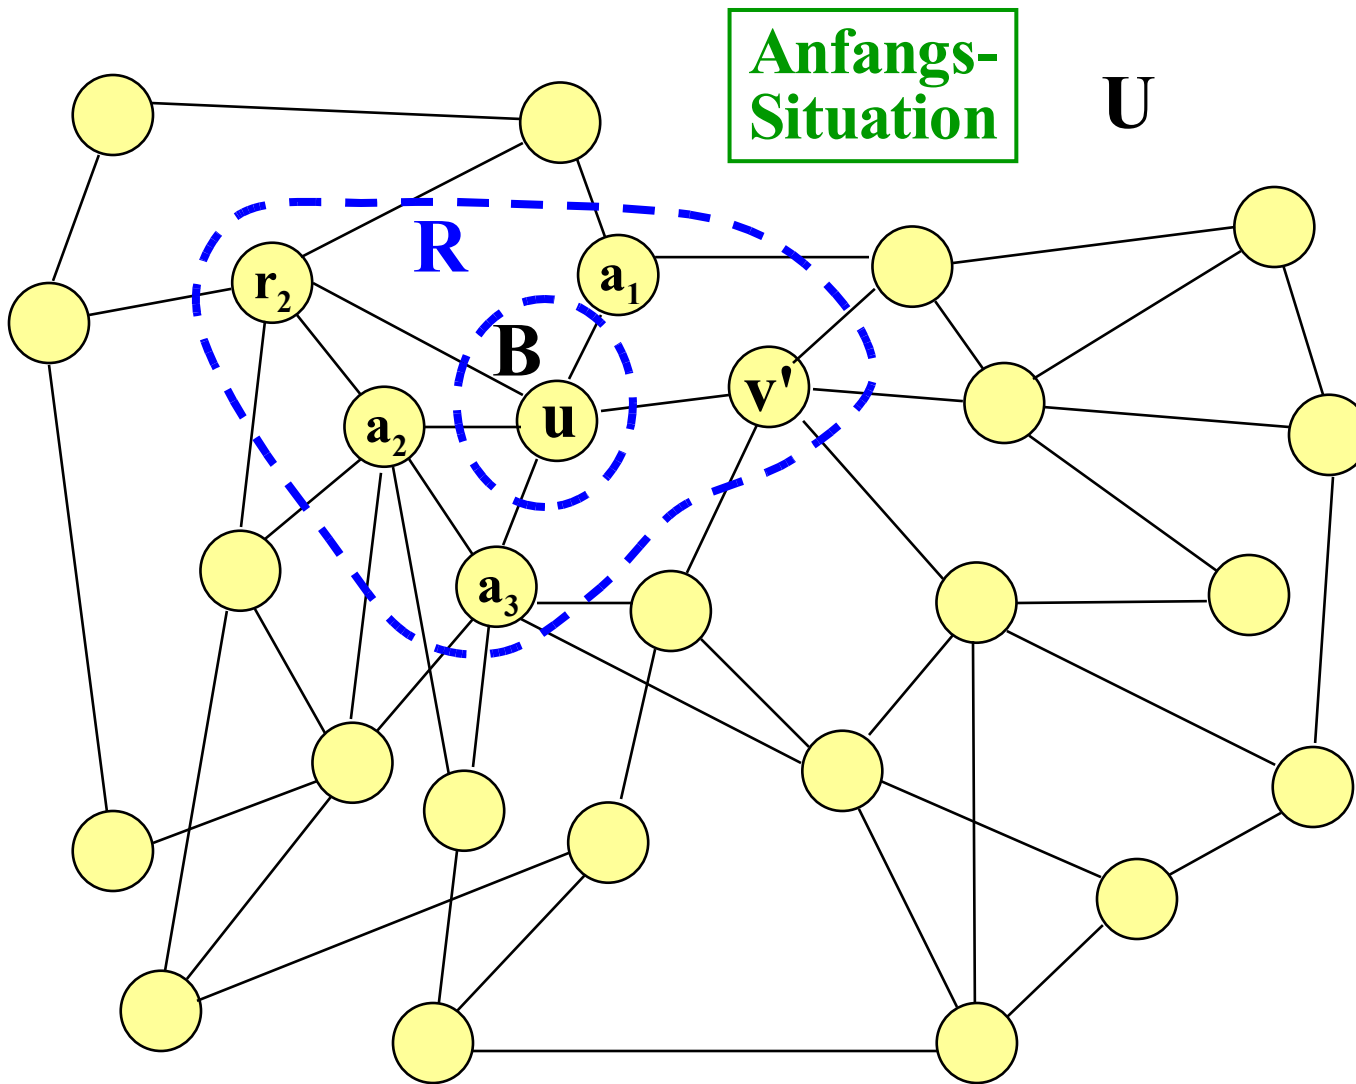 Anfangs-
Situation
U
R
r₂
a₁
B
v'
u
a₂
a₃